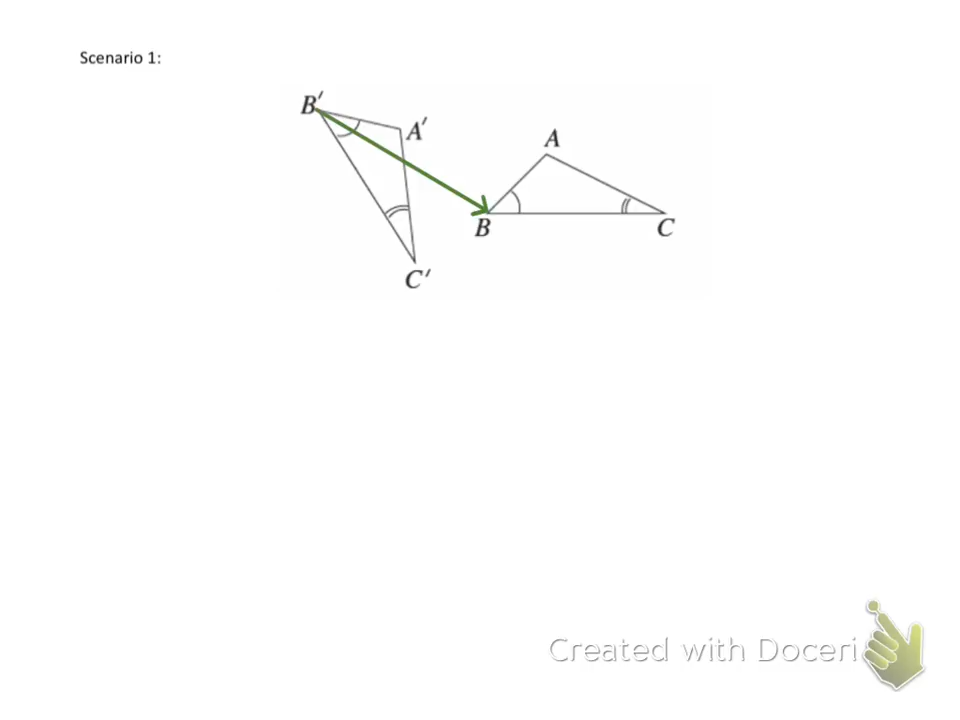 Scenario 1:
B′
A′
A
B
C
C′
Created with Doceri